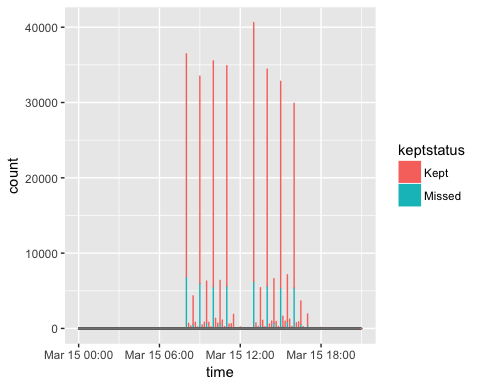 40000
30000
20000
10000
0
count
Mar 15 00:00
Mar 15 06:00
Mar 15 12:00
Mar 15 18:00
time
keptstatus
Kept
Missed